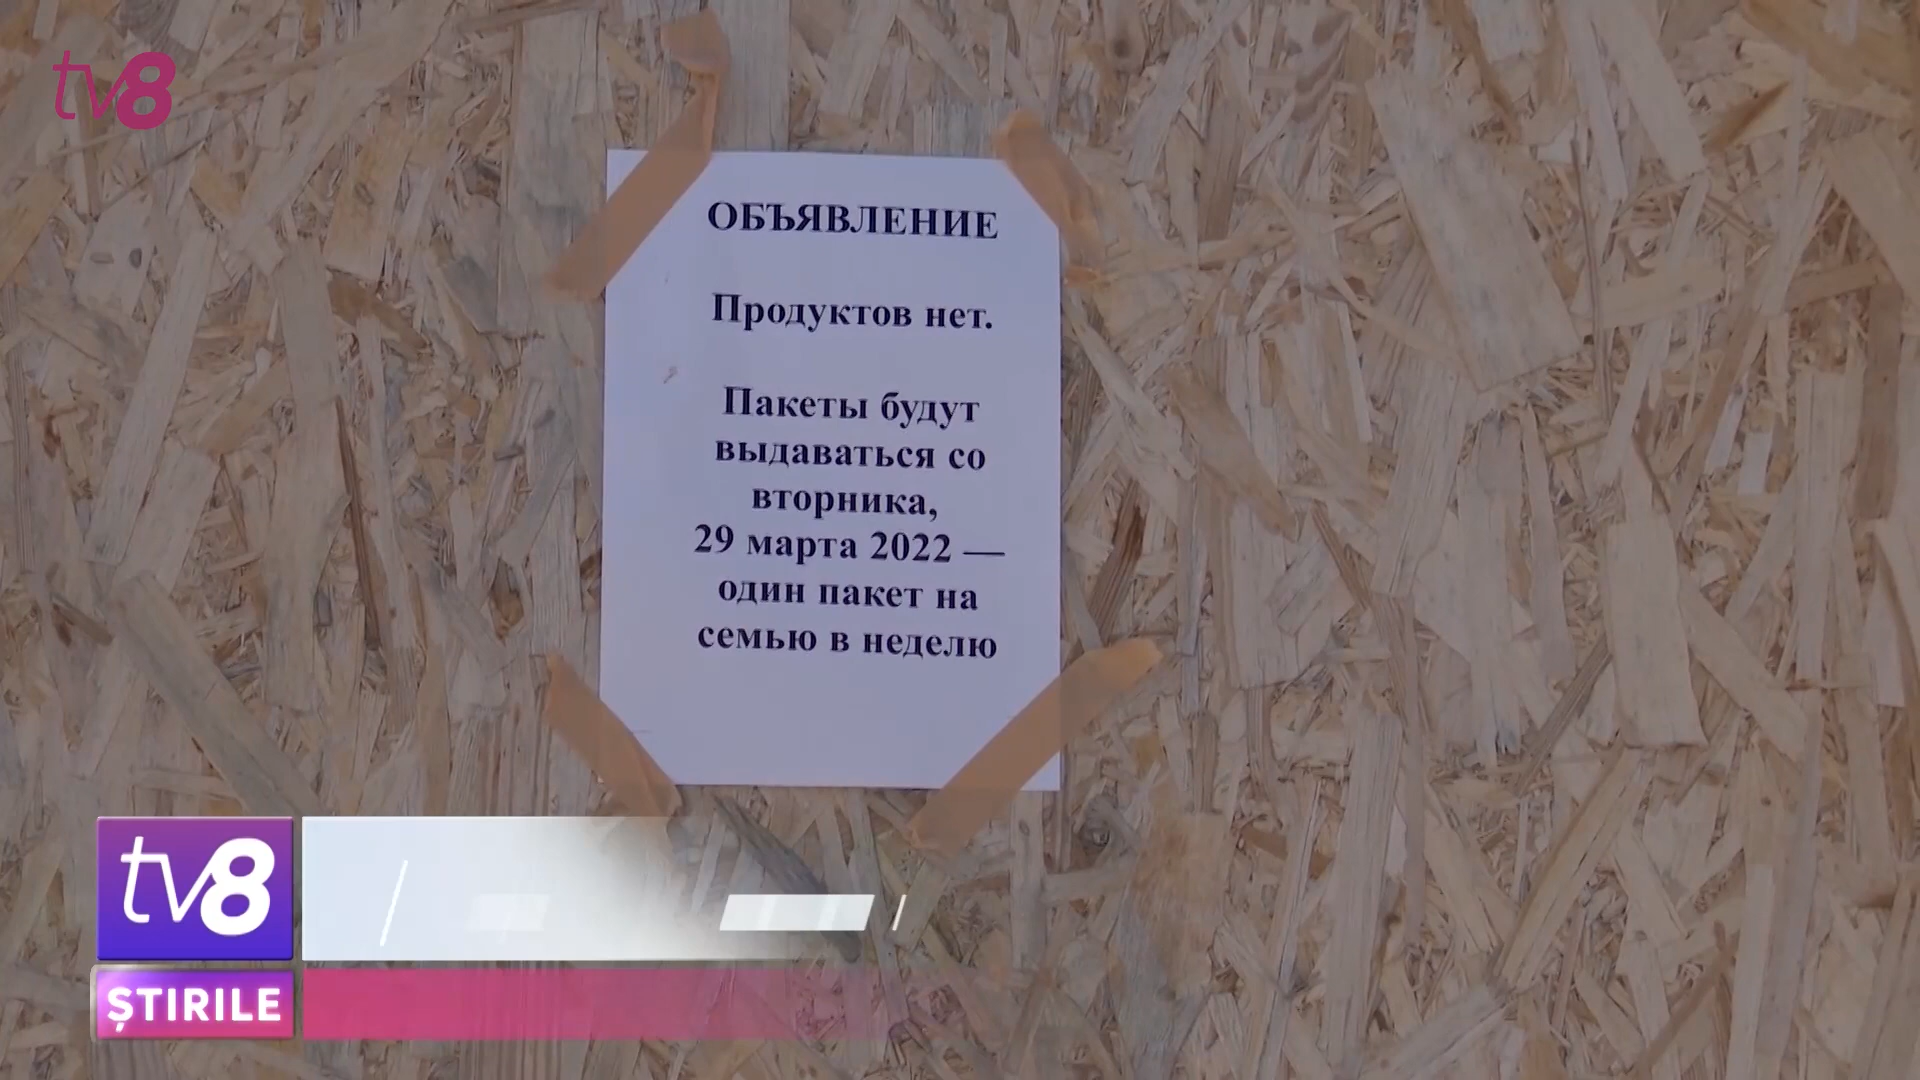 tv8
ОБЪЯВЛЕНИЕ
Продуктов нет.
Пакеты будут
выдаваться со
вторника,
29 марта 2022 —
один пакет на
семью в неделю
tv8
ȘTIRILE